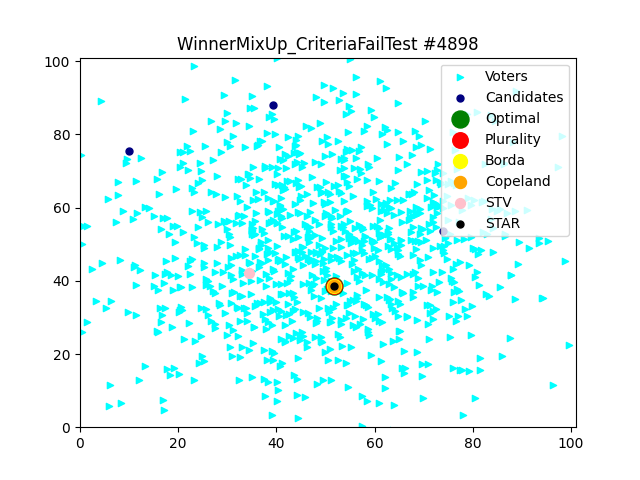 WinnerMixUp_CriteriaFailTest #4898
100
80
60
40
20
0
0 20 40 60 80 100
Voters
Candidates
Optimal
Plurality
Borda
Copeland
STV
STAR